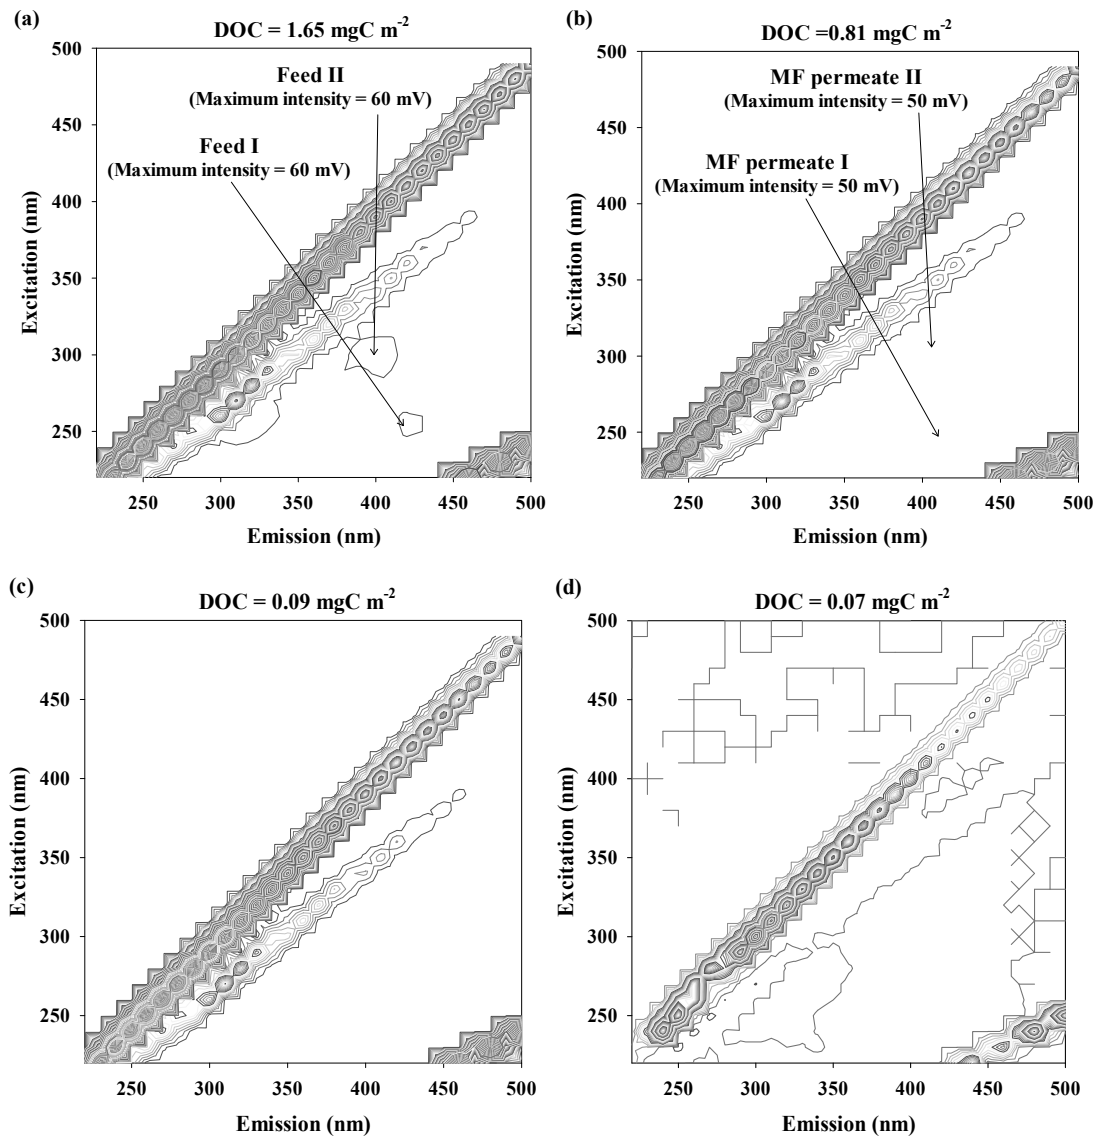 (a)
DOC = 1.65 mgC m-2
500
450
400
350
300
250
Excitation (nm)
Feed II
(Maximum intensity = 60 mV)
Feed I
(Maximum intensity = 60 mV)
250 300 350 400 450 500
Emission (nm)
(b)
DOC =0.81 mgC m-2
500
450
400
350
300
250
Excitation (nm)
MF permeate II
(Maximum intensity = 50 mV)
MF permeate I
(Maximum intensity = 50 mV)
250 300 350 400 450 500
Emission (nm)
(c)
DOC = 0.09 mgC m-2
500
450
400
350
300
250
Excitation (nm)
250 300 350 400 450 500
Emission (nm)
(d)
DOC = 0.07 mgC m-2
500
450
400
350
300
250
Excitation (nm)
250 300 350 400 450 500
Emission (nm)